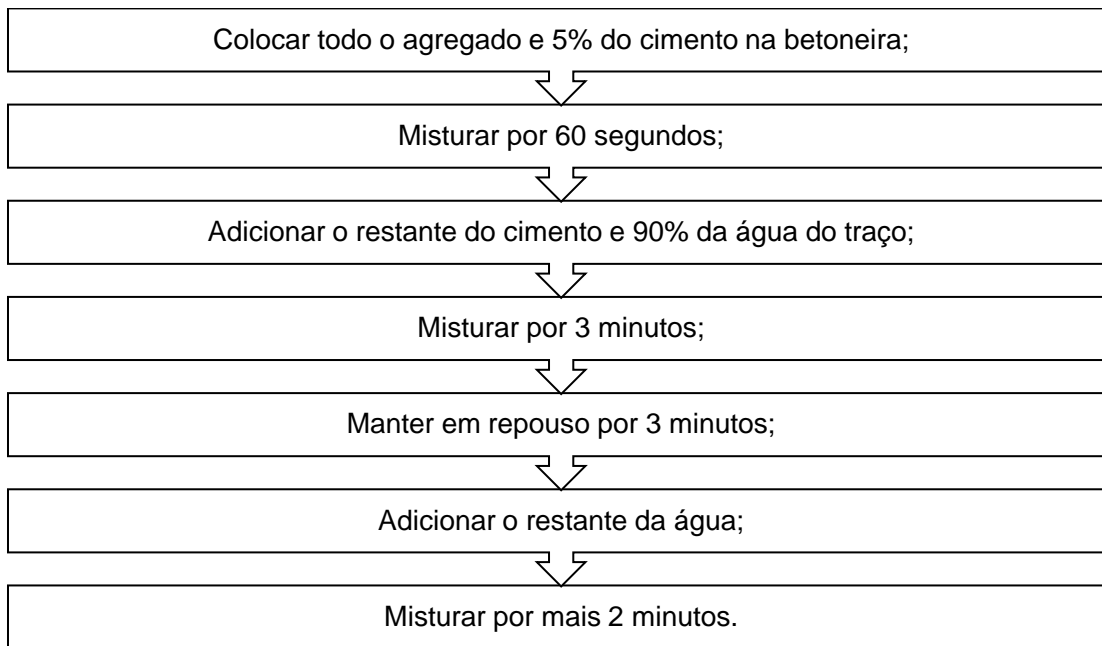 Colocar todo o agregado e 5% do cimento na betoneira;
Misturar por 60 segundos;
Adicionar o restante do cimento e 90% da água do traço;
Misturar por 3 minutos;
Manter em repouso por 3 minutos;
Adicionar o restante da água;
Misturar por mais 2 minutos.